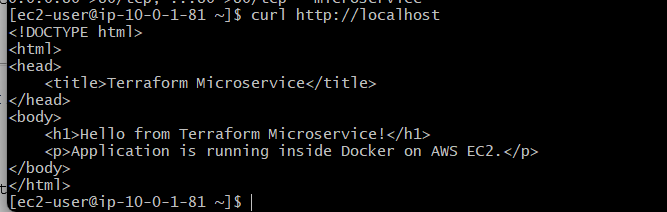 [ec2-user@ip-10-0-1-81 ~]$ curl http://localhost
<!DOCTYPE html>
<html>
<head>
    <title>Terraform Microservice</title>
</head>
<body>
    <h1>Hello from Terraform Microservice!</h1>
    <p>Application is running inside Docker on AWS EC2.</p>
</body>
</html>
[ec2-user@ip-10-0-1-81 ~]$